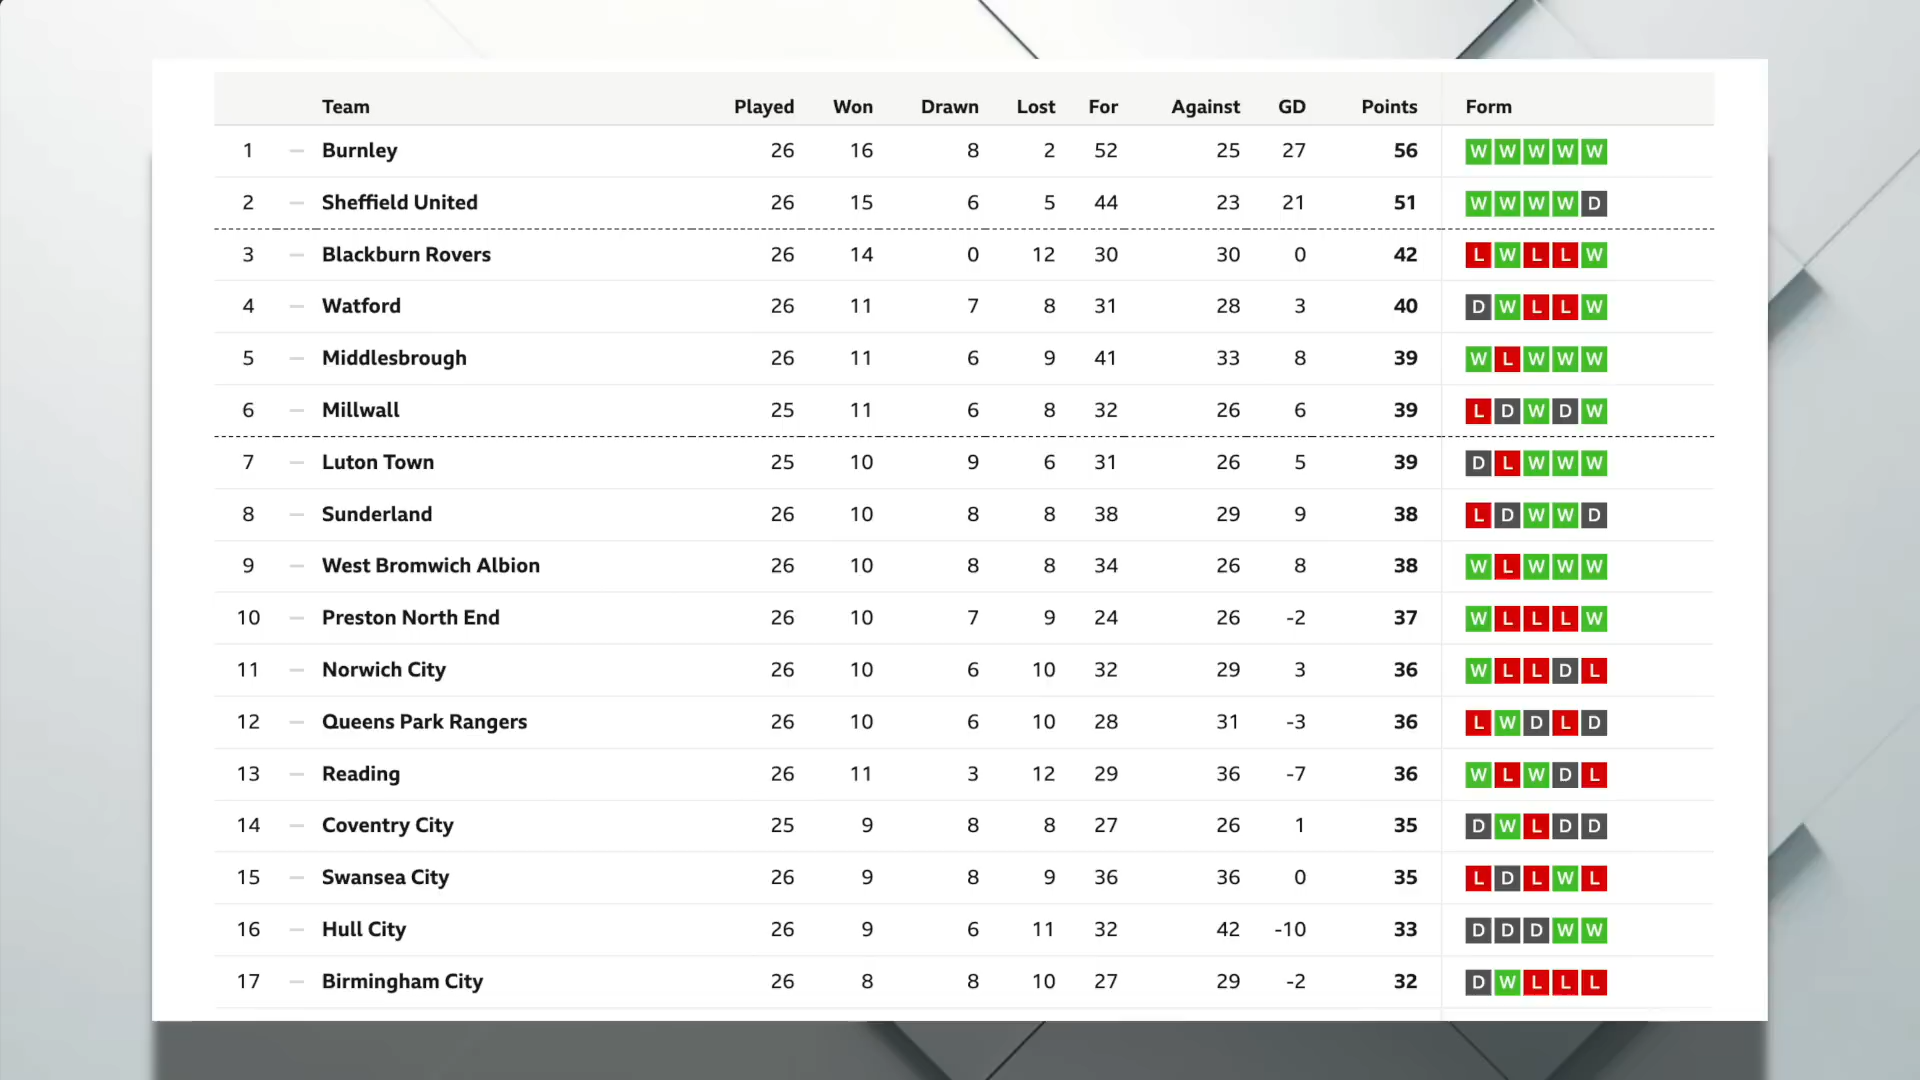 Team Played Won Drawn Lost For Against GD Points Form
1 Burnley 26 16 8 2 52 25 27 56 W W W W W
2 Sheffield United 26 15 6 5 44 23 21 51 W W W W D
3 Blackburn Rovers 26 14 0 12 30 30 0 42 L W L L W
4 Watford 26 11 7 8 31 28 3 40 D W L L W
5 Middlesbrough 26 11 6 9 41 33 8 39 W L W W W
6 Millwall 25 11 6 8 32 26 6 39 L D W D W
7 Luton Town 25 10 9 6 31 26 5 39 D L W W W
8 Sunderland 26 10 8 8 38 29 9 38 L D W W D
9 West Bromwich Albion 26 10 8 8 34 26 8 38 W L W W W
10 Preston North End 26 10 7 9 24 26 -2 37 W L L L W
11 Norwich City 26 10 6 10 32 29 3 36 W L L D L
12 Queens Park Rangers 26 10 6 10 28 31 -3 36 L W D L D
13 Reading 26 11 3 12 29 36 -7 36 W L W D L
14 Coventry City 25 9 8 8 27 26 1 35 D W L D D
15 Swansea City 26 9 8 9 36 36 0 35 L D L W L
16 Hull City 26 9 6 11 32 42 -10 33 D D D W W
17 Birmingham City 26 8 8 10 27 29 -2 32 D W L L L